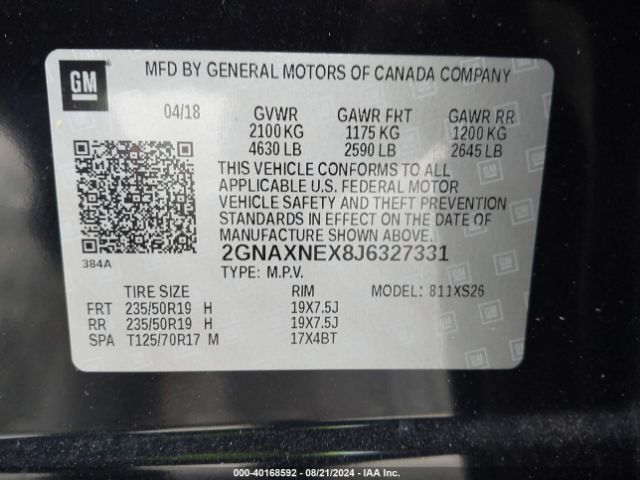 GM
MFD BY GENERAL MOTORS OF CANADA COMPANY
04/18 GVWR GAWR FRT GAWR RR
2100 KG 1175 KG 1200 KG
4630 LB 2590 LB 2645 LB
THIS VEHICLE CONFORMS TO ALL
APPLICABLE U.S. FEDERAL MOTOR
VEHICLE SAFETY AND THEFT PREVENTION
STANDARDS IN EFFECT ON THE DATE OF
MANUFACTURE SHOWN ABOVE.
384A
2GNAXNEX8J6327331
TYPE: M.P.V.
TIRE SIZE RIM MODEL: 811XS26
FRT 235/50R19 H 19X7.5J
RR 235/50R19 H 19X7.5J
SPA T125/70R17 M 17X4BT
000-40168592 - 08/21/2024 - IAA Inc.